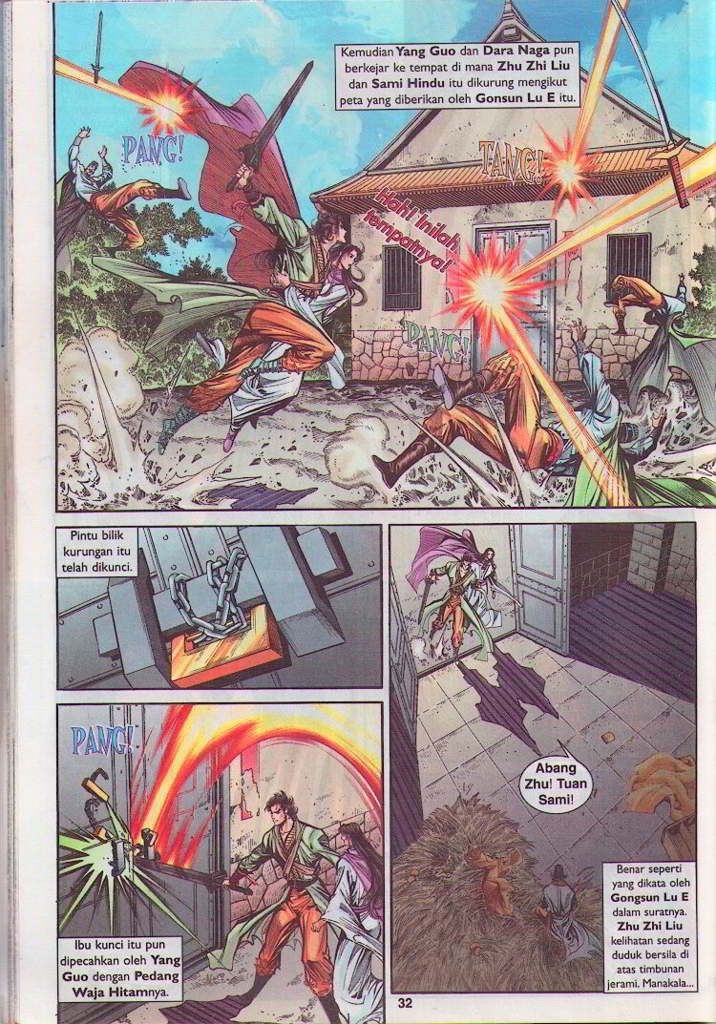 Kemudian Yang Guo dan Dara Naga pun
berkejar ke tempat di mana Zhu Zhi Liu
dan Sami Hindu itu dikurung mengikut
peta yang diberikan oleh Gonsun Lu E itu.
PANG!
TANG!
Hah! Inilah
tempatnya!
PANG!
Pintu bilik
kurungan itu
telah dikunci.
PANG!
Ibu kunci itu pun
dipecahkan oleh Yang
Guo dengan Pedang
Waja Hitamnya.
Abang
Zhu! Tuan
Sami!
Benar seperti
yang dikata oleh
Gongsun Lu E
dalam suratnya.
Zhu Zhi Liu
kelihatan sedang
duduk bersila di
atas timbunan
jerami. Manakala...
32